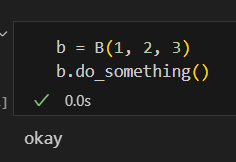 b = B(1, 2, 3)
b.do_something()
0.0s
okay